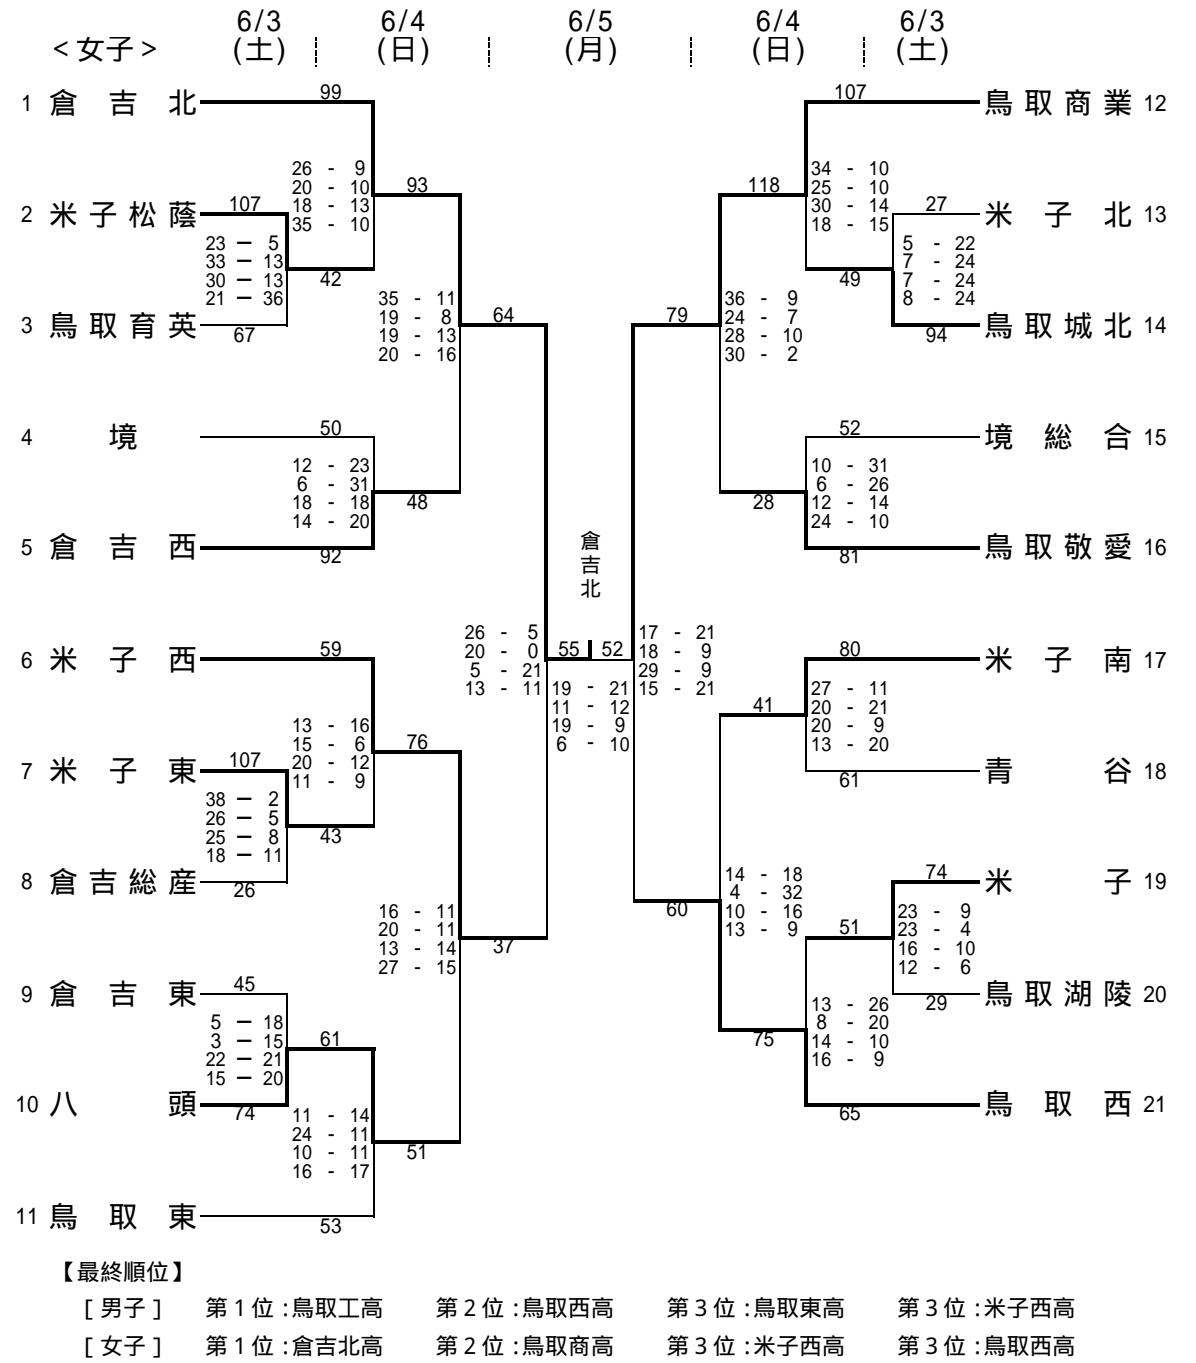 6/3 6/4 6/5 6/4 6/3
<女子> (土) (日) (月) (日) (土)
99 107
1 倉吉北 鳥取商業 12
26 - 9 34 - 10
20 - 10 93 118 25 - 10
18 - 13 30 - 14
107 35 - 10 18 - 15 27
2 米子松蔭 米子北 13
23 - 5 5 - 22
33 - 13 7 - 24
30 - 13 42 49 7 - 24
21 - 36 35 - 11 36 - 9 8 - 24
19 - 8 64 79 24 - 7
3 鳥取育英 鳥取城北 14
67 19 - 13 28 - 10 94
20 - 16 30 - 2
50 52
4 境 境総合 15
12 - 23 10 - 31
6 - 31 6 - 26
18 - 18 48 28 12 - 14
14 - 20 24 - 10
5 倉吉西 鳥取敬愛 16
92 81
倉吉北
26 - 5 17 - 21
59 20 - 0 55 52 18 - 9 80
6 米子西 米子南 17
5 - 21 29 - 9
13 - 11 19 - 21 15 - 21 27 - 11
11 - 12 41 20 - 21
13 - 16 19 - 9 20 - 9
15 - 6 76 6 - 10 13 - 20
107 20 - 12
7 米子東 青谷 18
11 - 9 61
38 - 2
26 - 5
25 - 8 43
18 - 11
14 - 18 74
8 倉吉総産 米子 19
26 4 - 32
16 - 11 60 10 - 16 23 - 9
20 - 11 13 - 9 51 23 - 4
13 - 14 37 16 - 10
27 - 15 12 - 6
45
9 倉吉東 鳥取湖陵 20
29
5 - 18 13 - 26
3 - 15 61 8 - 20
22 - 21 75 14 - 10
15 - 20 16 - 9
10 八頭 鳥取西 21
74 65
11 - 14
24 - 11
10 - 11 51
16 - 17
11 鳥取東
53
【最終順位】
[男子] 第1位:鳥取工高 第2位:鳥取西高 第3位:鳥取東高 第3位:米子西高
[女子] 第1位:倉吉北高 第2位:鳥取商高 第3位:米子西高 第3位:鳥取西高